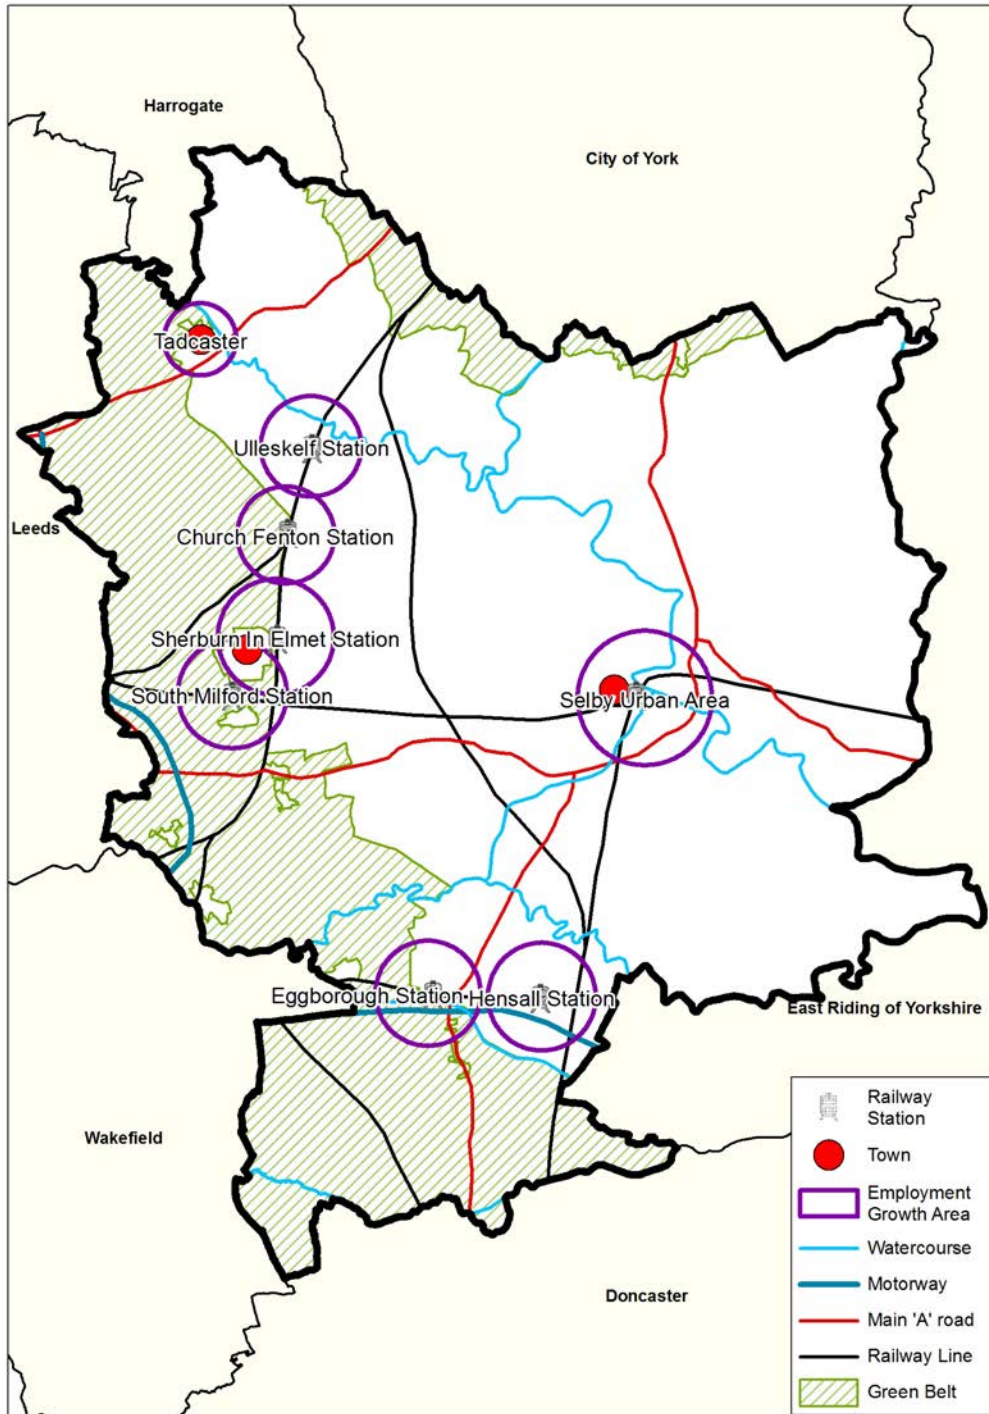 Harrogate
City of York
Tadcaster
Ulleskelf Station
Leeds
Church Fenton Station
Sherburn In Elmet Station
South Milford Station
Selby Urban Area
Eggborough Station
Hensall Station
East Riding of Yorkshire
Wakefield
Doncaster
Railway
Station
Town
Employment
Growth Area
Watercourse
Motorway
Main 'A' road
Railway Line
Green Belt